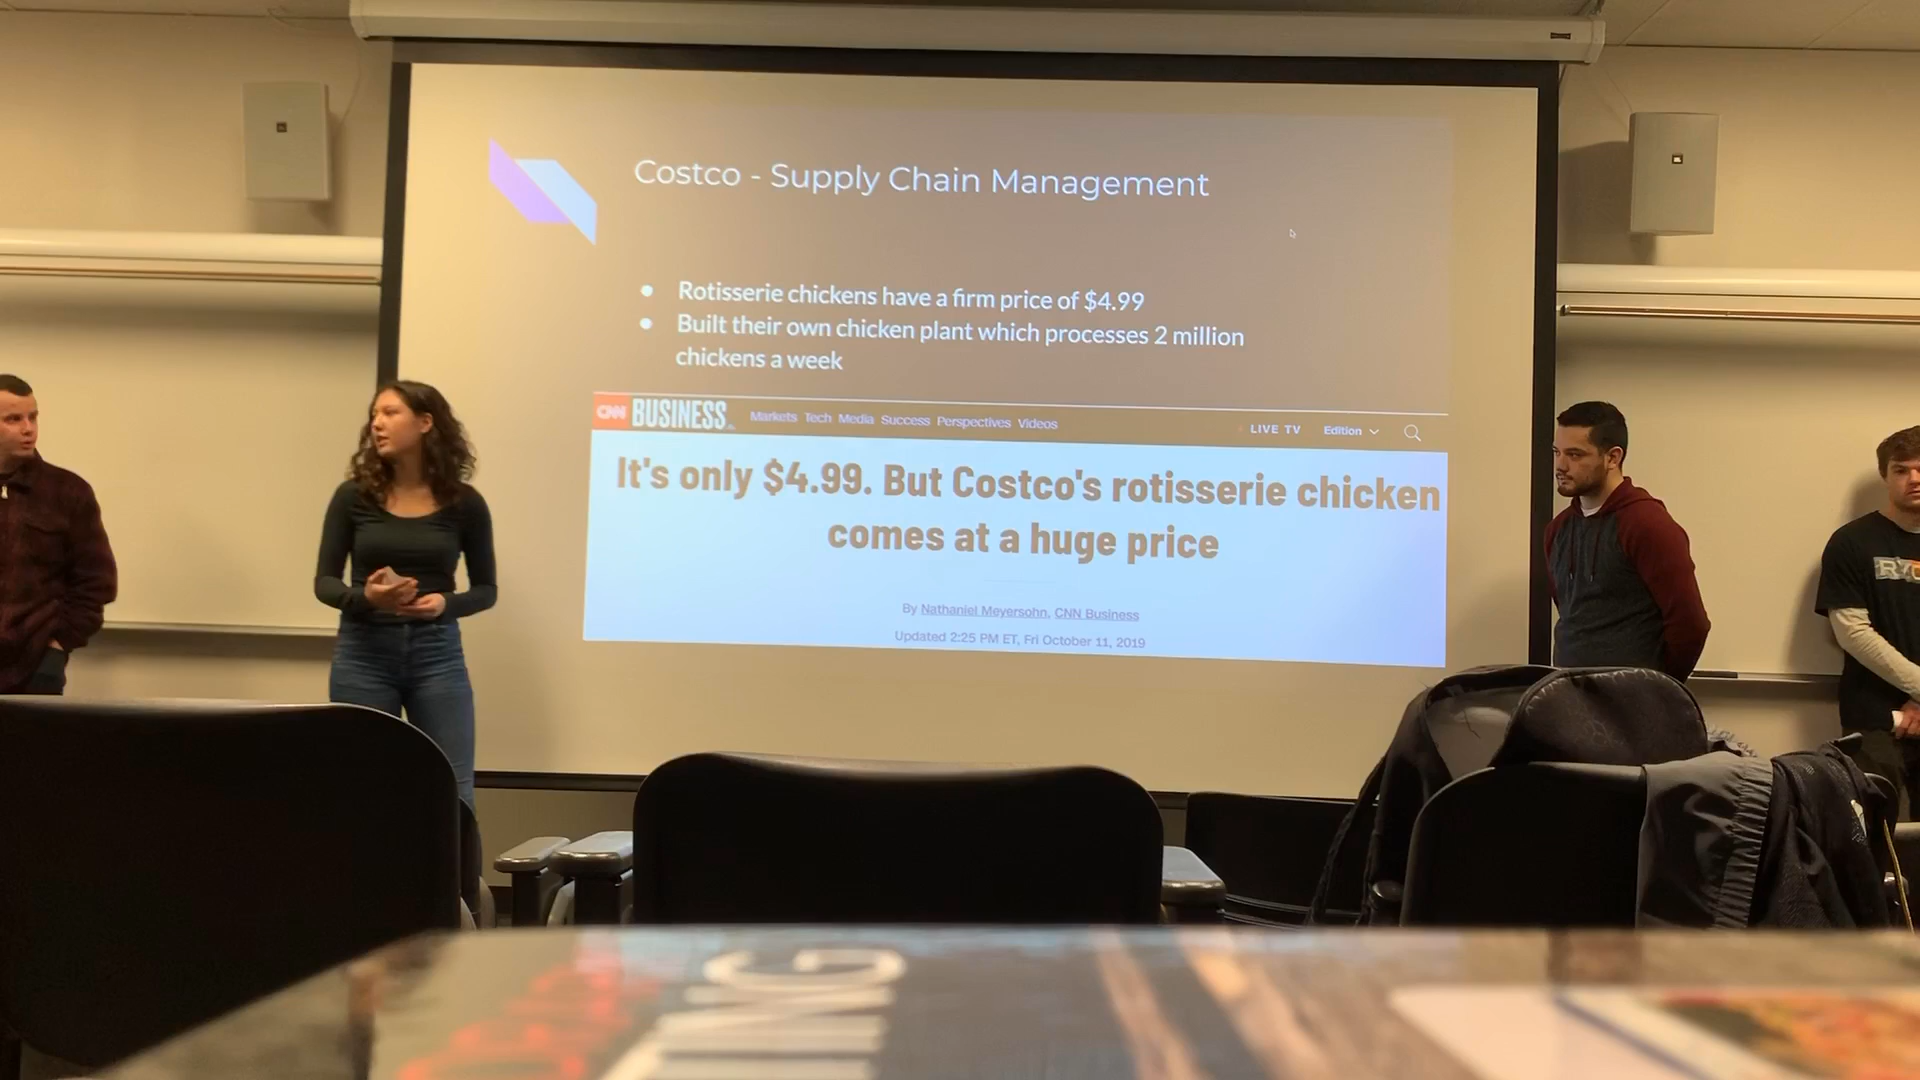 Costco - Supply Chain Management
● Rotisserie chickens have a firm price of $4.99
● Built their own chicken plant which processes 2 million
chickens a week
CNN BUSINESS Markets Tech Media Success Perspectives Videos LIVE TV Edition
It's only $4.99. But Costco's rotisserie chicken
comes at a huge price
By Nathaniel Meyersohn, CNN Business
Updated 2:25 PM ET, Fri October 11, 2019